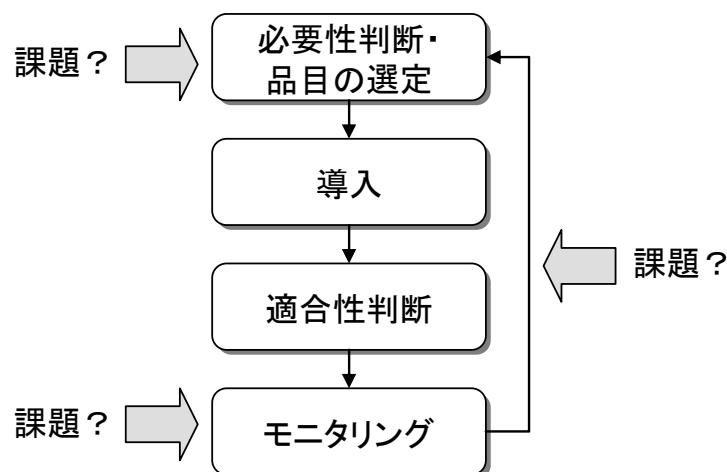 必要性判断・
品目の選定
課題？
導入
課題？
適合性判断
課題？
モニタリング